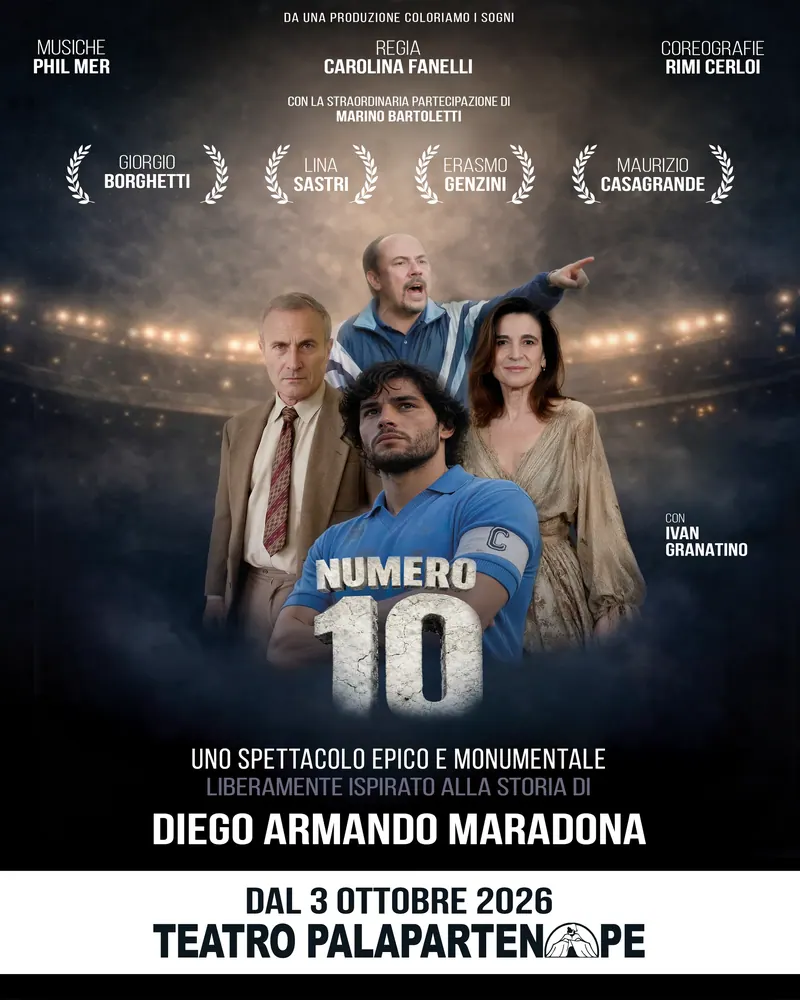 DA UNA PRODUZIONE COLORIAMO I SOGNI
MUSICHE
PHIL MER
REGIA
CAROLINA FANELLI
COREOGRAFIE
RIMI CERLOI
CON LA STRAORDINARIA PARTECIPAZIONE DI
MARINO BARTOLETTI
GIORGIO
BORGHETTI
LINA
SASTRI
ERASMO
GENZINI
MAURIZIO
CASAGRANDE
CON
IVAN
GRANATINO
C
NUMERO
10
UNO SPETTACOLO EPICO E MONUMENTALE
LIBERAMENTE ISPIRATO ALLA STORIA DI
DIEGO ARMANDO MARADONA
DAL 3 OTTOBRE 2026
TEATRO PALAPARTENOPE